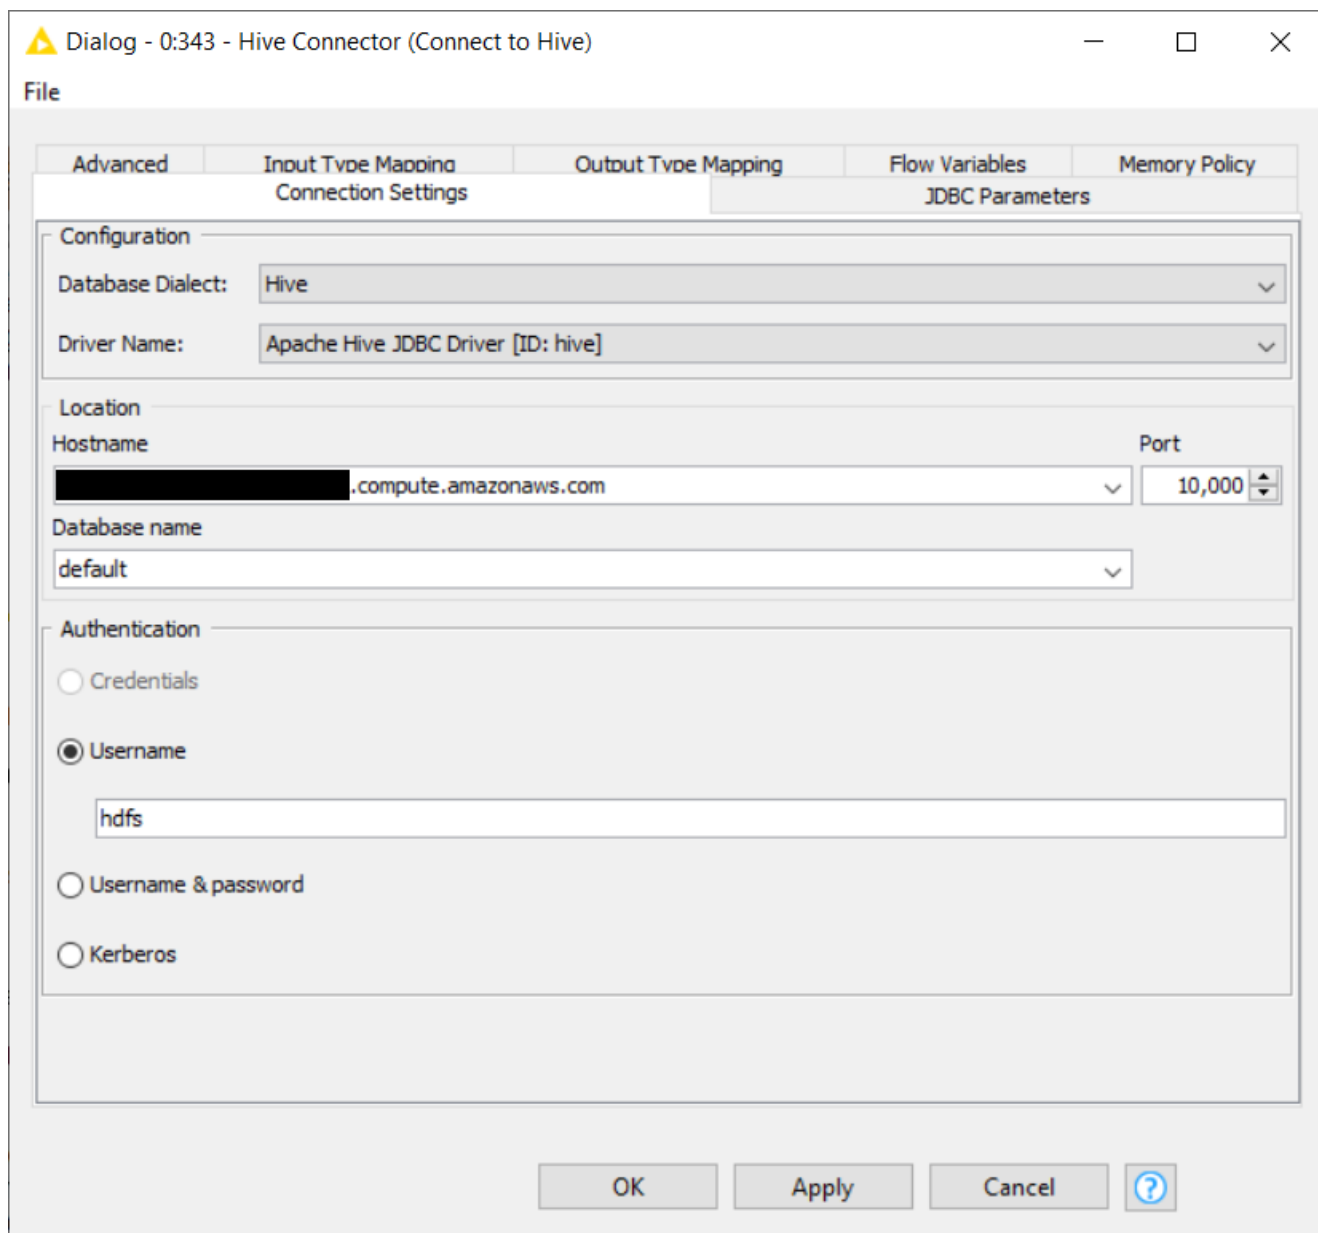 Dialog - 0:343 - Hive Connector (Connect to Hive)
File
Advanced Input Type Mapping Output Type Mapping Flow Variables Memory Policy
Connection Settings JDBC Parameters
Configuration
Database Dialect: Hive
Driver Name: Apache Hive JDBC Driver [ID: hive]
Location
Hostname Port
.compute.amazonaws.com 10,000
Database name
default
Authentication
Credentials
Username
hdfs
Username & password
Kerberos
OK Apply Cancel ?